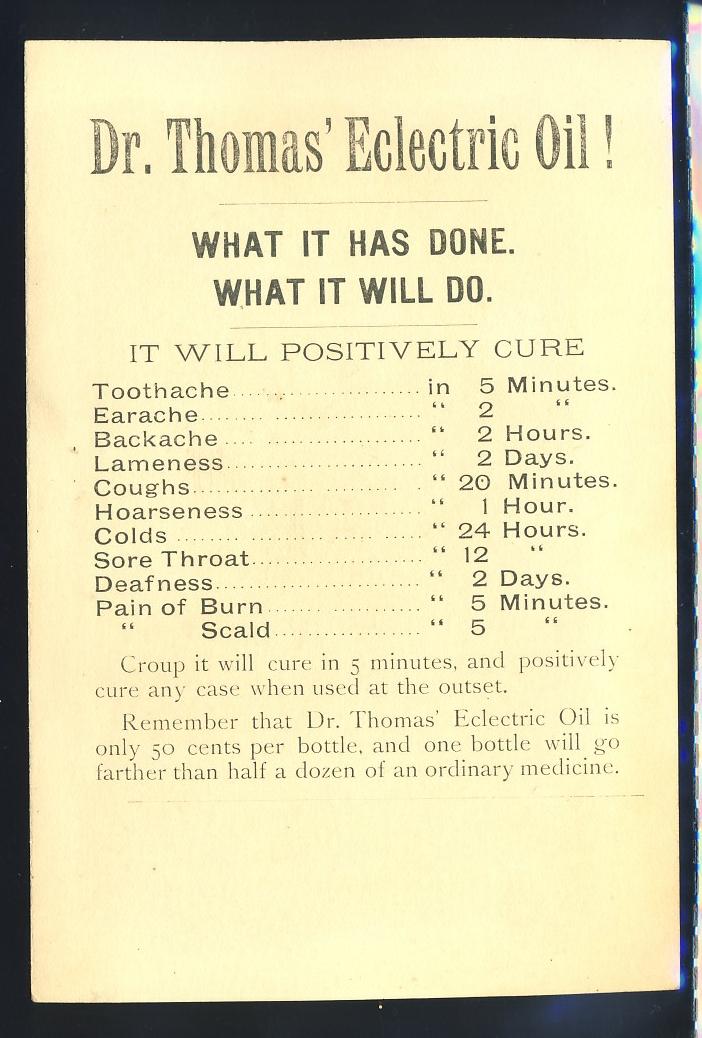 Dr. Thomas' Eclectric Oil!
WHAT IT HAS DONE.
WHAT IT WILL DO.
IT WILL POSITIVELY CURE
Toothache.......................... in 5 Minutes.
Earache.............................. “ 2 “
Backache........................... “ 2 Hours.
Lameness.......................... “ 2 Days.
Coughs............................. “ 20 Minutes.
Hoarseness........................ “ 1 Hour.
Colds................................ “ 24 Hours.
Sore Throat....................... “ 12 “
Deafness........................... “ 2 Days.
Pain of Burn...................... “ 5 Minutes.
“ Scald.................... “ 5 “
Croup it will cure in 5 minutes, and positively
cure any case when used at the outset.
Remember that Dr. Thomas' Eclectric Oil is
only 50 cents per bottle, and one bottle will go
farther than half a dozen of an ordinary medicine.